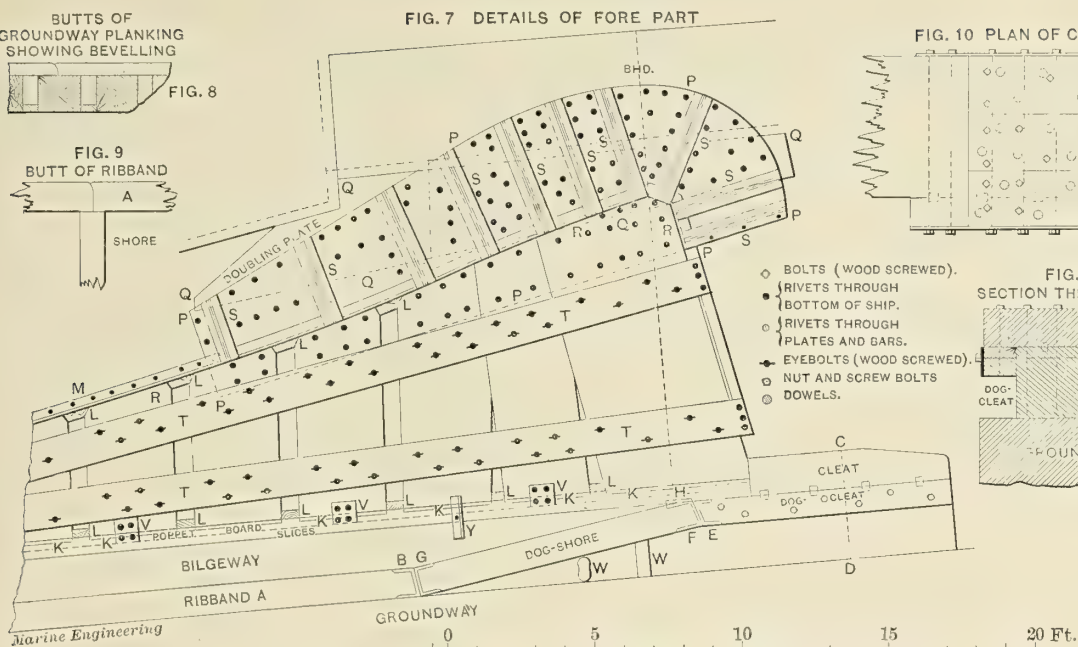 FIG. 7 DETAILS OF FORE PART
BUTTS OF
GROUNDWAY PLANKING
SHOWING BEVELLING
FIG. 8
FIG. 9
BUTT OF RIBBAND
A
SHORE
FIG. 10 PLAN OF C
BHD.
P
P
Q
Q
S
S
S
S
S
S
S
DOUBLING PLATE
Q
P
S
S
Q
R
Q
R
P
S
P
L
P
T
M
R
L
L
P
T
T
T
◇ BOLTS (WOOD SCREWED).
RIVETS THROUGH
BOTTOM OF SHIP.
RIVETS THROUGH
PLATES AND BARS.
EYEBOLTS (WOOD SCREWED).
NUT AND SCREW BOLTS
DOWELS.
FIG.
SECTION TH
DOG-
CLEAT
GROUN
C
CLEAT
DOG-CLEAT
K L K V L K L K V K L K L K H
POPPET BOARD SLICES
Y
BILGEWAY
B G
DOG-SHORE
F E
W W
D
RIBBAND A
GROUNDWAY
Marine Engineering
0 5 10 15 20 Ft.